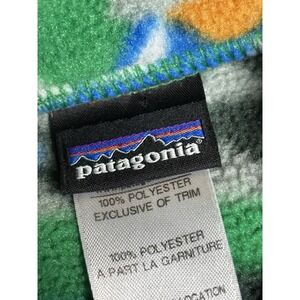 patagonia®
100% POLYESTER
EXCLUSIVE OF TRIM
100% POLYESTER
A PART LA GARNITURE